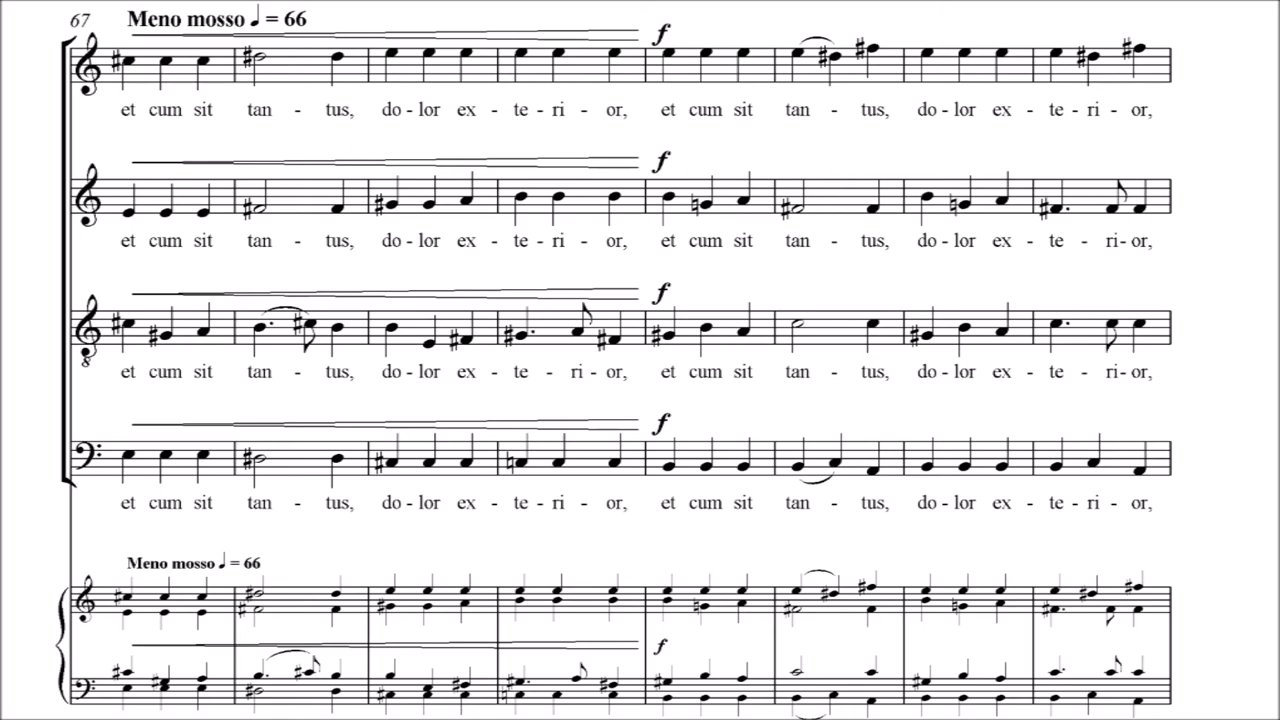 67 Meno mosso ♩ = 66
f
et cum sit tan - tus, do - lor ex - te - ri - or, et cum sit tan - tus, do - lor ex - te - ri - or,
f
et cum sit tan - tus, do - lor ex - te - ri - or, et cum sit tan - tus, do - lor ex - te - ri - or,
f
8
et cum sit tan - tus, do - lor ex - te - ri - or, et cum sit tan - tus, do - lor ex - te - ri - or,
f
et cum sit tan - tus, do - lor ex - te - ri - or, et cum sit tan - tus, do - lor ex - te - ri - or,
Meno mosso ♩ = 66
f